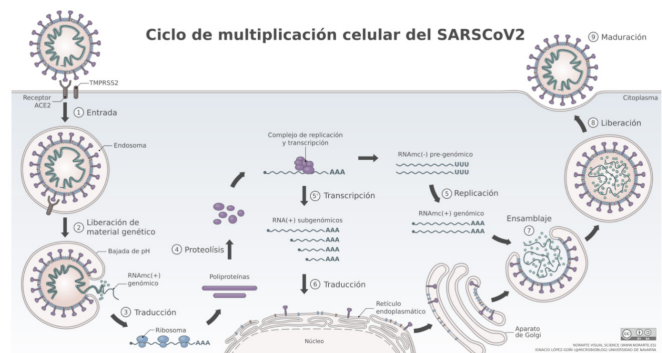 Ciclo de multiplicación celular del SARSCoV2
TMPRSS2
Receptor
ACE2
1 Entrada
Endosoma
2 Liberación de
material genético
Bajada de pH
RNAmc(+)
genómico
3 Traducción
Ribosoma
AAA
Poliproteínas
4 Proteolísis
Complejo de replicación
y transcripción
AAA
5' Transcripción
RNA(+) subgenómicos
AAA
AAA
AAA
AAA
6 Traducción
Retículo
endoplasmático
Núcleo
RNAmc(-) pre-genómico
UUU
UUU
5 Replicación
RNAmc(+) genómico
AAA
AAA
Ensamblaje
7
Aparato
de Golgi
8 Liberación
Citoplasma
9 Maduración